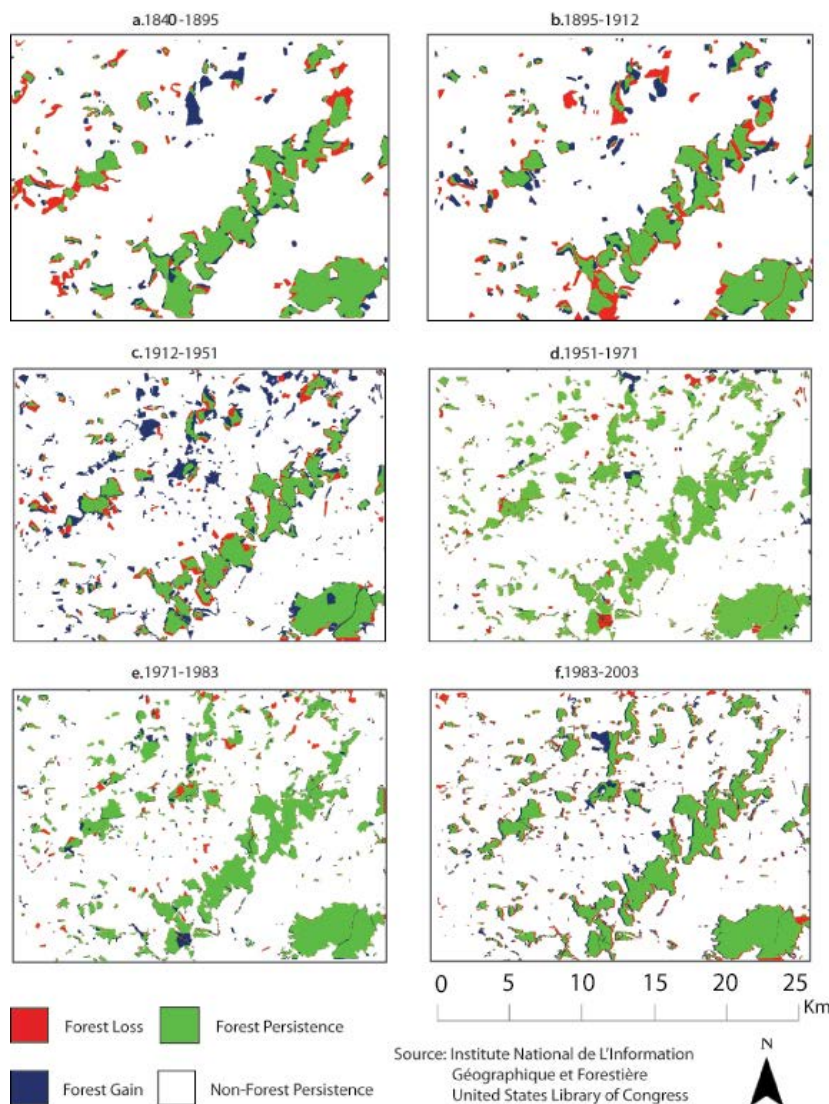 a.1840-1895
b.1895-1912
c.1912-1951
d.1951-1971
e.1971-1983
f.1983-2003
0 5 10 15 20 25
Km
Forest Loss
Forest Persistence
Forest Gain
Non-Forest Persistence
Source: Institute National de L'Information
Géographique et Forestière
United States Library of Congress
N